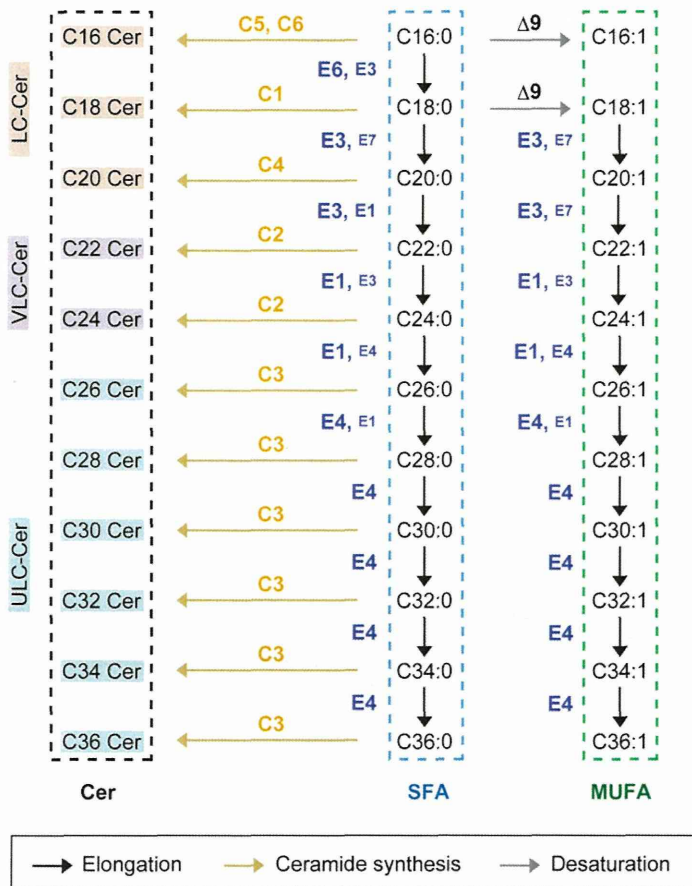 C16 Cer C5, C6 C16:0 Δ9 C16:1
E6, E3
LC-Cer
C18 Cer C1 C18:0 Δ9 C18:1
E3, E7 E3, E7
C20 Cer C4 C20:0 C20:1
E3, E1 E3, E7
C22 Cer C2 C22:0 C22:1
VLC-Cer
E1, E3 E1, E3
C24 Cer C2 C24:0 C24:1
E1, E4 E1, E4
C26 Cer C3 C26:0 C26:1
E4, E1 E4, E1
C28 Cer C3 C28:0 C28:1
E4 E4
ULC-Cer
C30 Cer C3 C30:0 C30:1
E4 E4
C32 Cer C3 C32:0 C32:1
E4 E4
C34 Cer C3 C34:0 C34:1
E4 E4
C36 Cer C3 C36:0 C36:1
Cer SFA MUFA
Elongation Ceramide synthesis Desaturation